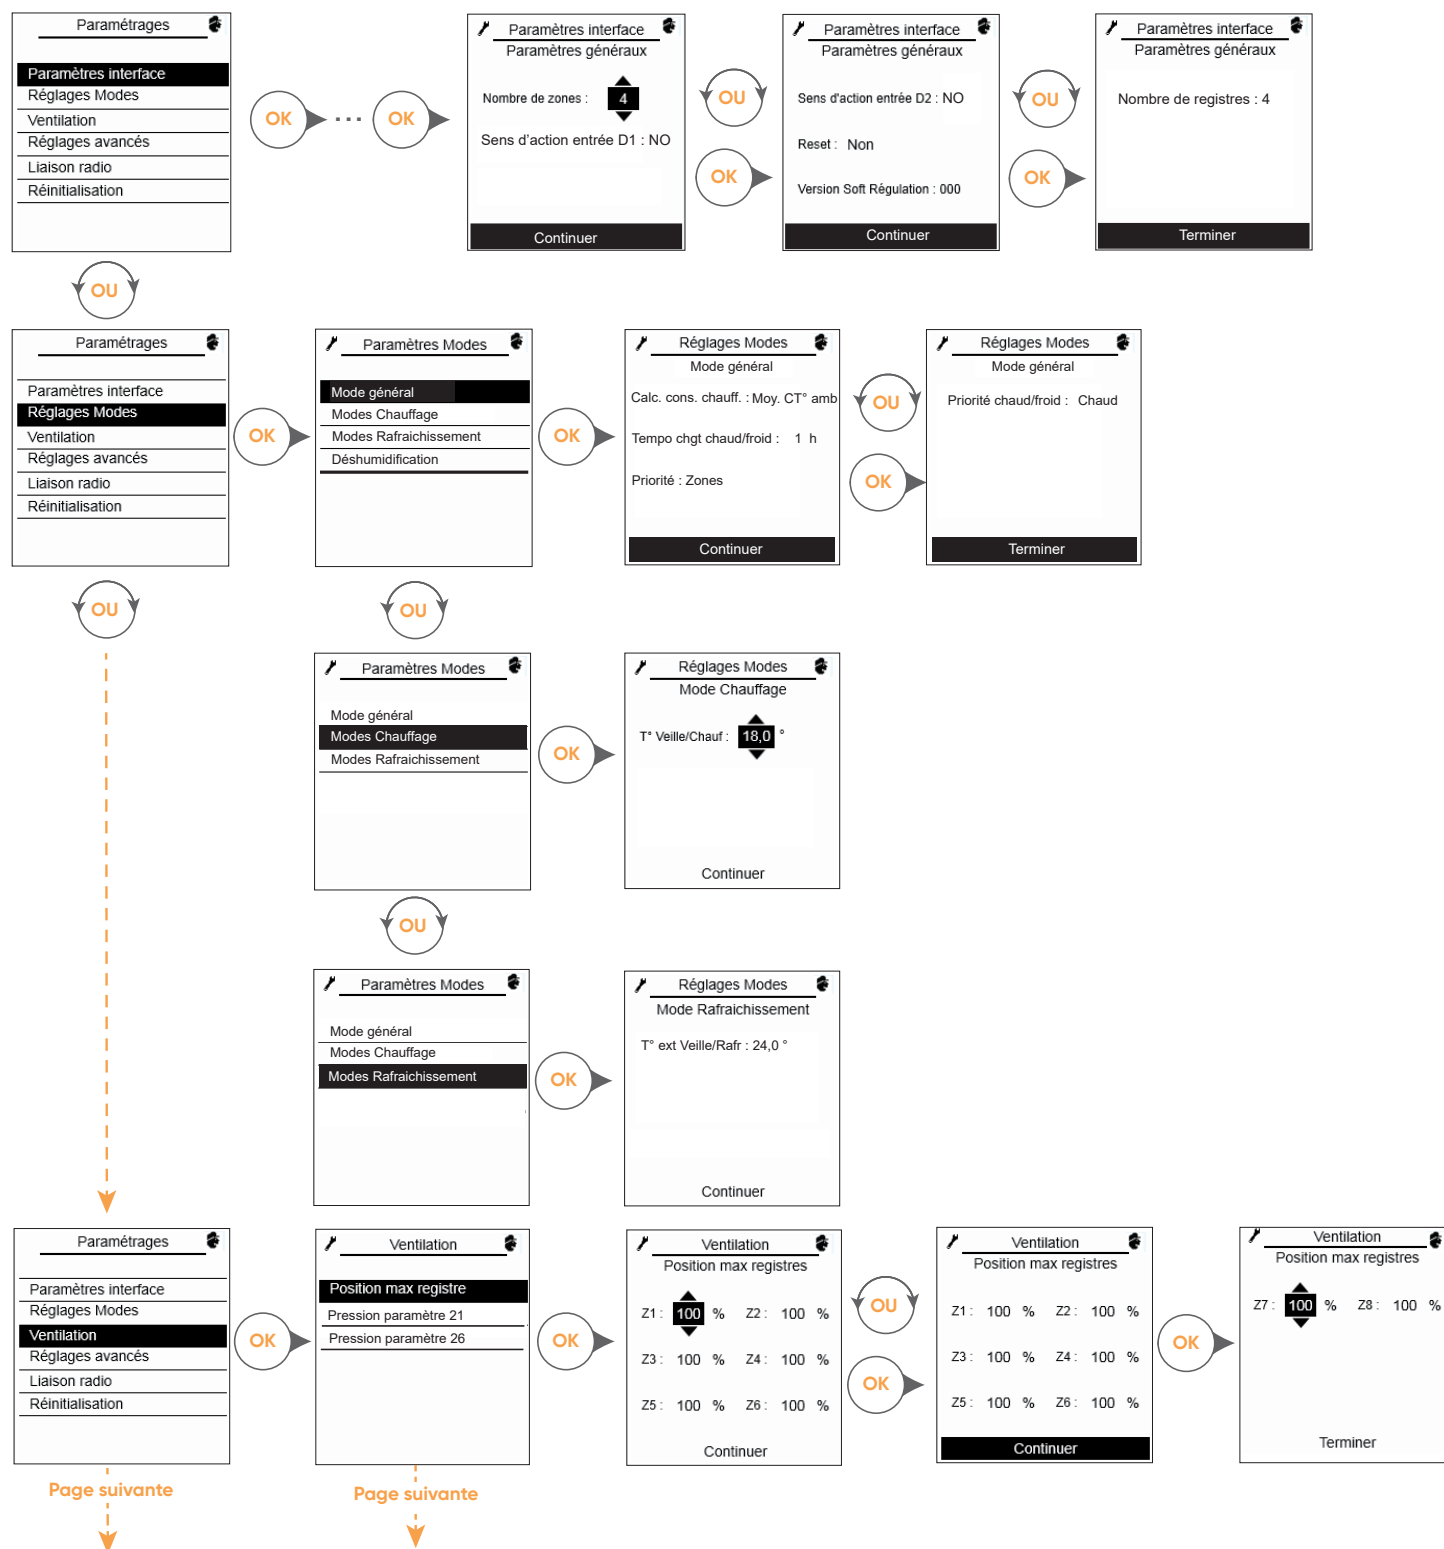 Paramétrages
Paramètres interface
Réglages Modes
Ventilation
Réglages avancés
Liaison radio
Réinitialisation
OK
...
OK
Paramètres interface
Paramètres généraux
Nombre de zones : 4
Sens d'action entrée D1 : NO
Continuer
OU
OK
Paramètres interface
Paramètres généraux
Sens d'action entrée D2 : NO
Reset : Non
Version Soft Régulation : 000
Continuer
OU
OK
Paramètres interface
Paramètres généraux
Nombre de registres : 4
Terminer
OU
Paramétrages
Paramètres interface
Réglages Modes
Ventilation
Réglages avancés
Liaison radio
Réinitialisation
OK
Paramètres Modes
Mode général
Modes Chauffage
Modes Rafraichissement
Déshumidification
OK
Réglages Modes
Mode général
Calc. cons. chauff. : Moy. CT° amb
Tempo chgt chaud/froid : 1 h
Priorité : Zones
Continuer
OU
OK
Réglages Modes
Mode général
Priorité chaud/froid : Chaud
Terminer
OU
OU
Paramètres Modes
Mode général
Modes Chauffage
Modes Rafraichissement
OK
Réglages Modes
Mode Chauffage
T° Veille/Chauf : 18,0 °
Continuer
OU
Paramètres Modes
Mode général
Modes Chauffage
Modes Rafraichissement
OK
Réglages Modes
Mode Rafraichissement
T° ext Veille/Rafr : 24,0 °
Continuer
Paramétrages
Paramètres interface
Réglages Modes
Ventilation
Réglages avancés
Liaison radio
Réinitialisation
OK
Ventilation
Position max registre
Pression paramètre 21
Pression paramètre 26
OK
Ventilation
Position max registres
Z1 : 100 % Z2 : 100 %
Z3 : 100 % Z4 : 100 %
Z5 : 100 % Z6 : 100 %
Continuer
OU
OK
Ventilation
Position max registres
Z1 : 100 % Z2 : 100 %
Z3 : 100 % Z4 : 100 %
Z5 : 100 % Z6 : 100 %
Continuer
OK
Ventilation
Position max registres
Z7 : 100 % Z8 : 100 %
Terminer
Page suivante
Page suivante